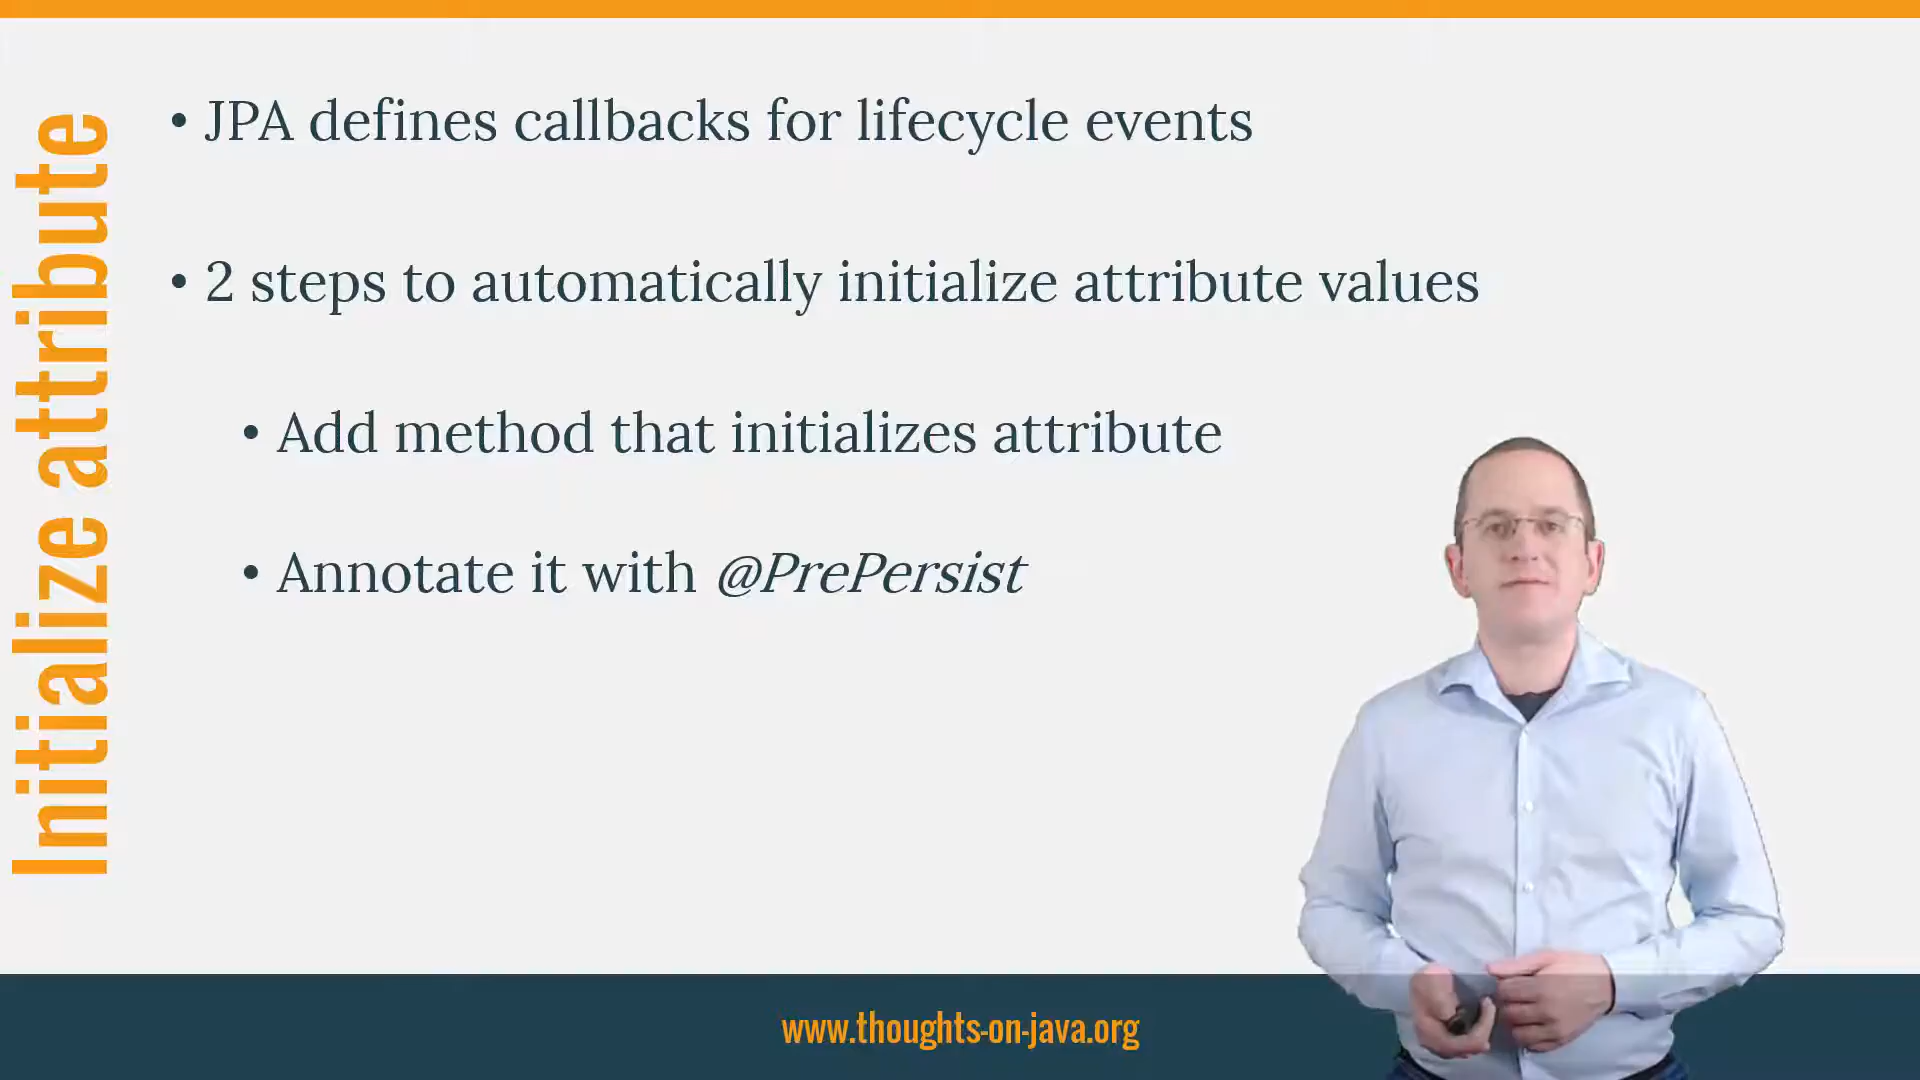 Initialize attribute
• JPA defines callbacks for lifecycle events
• 2 steps to automatically initialize attribute values
• Add method that initializes attribute
• Annotate it with @PrePersist
www.thoughts-on-java.org